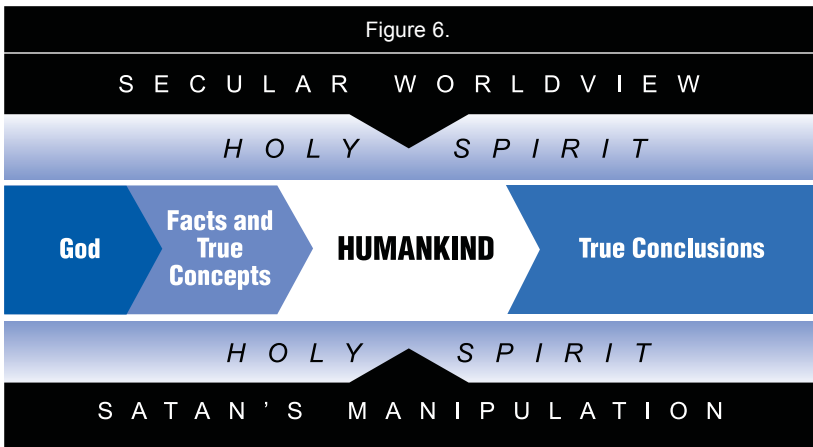 Figure 6.
SECULAR WORLDVIEW
HOLY SPIRIT
God
Facts and
True
Concepts
HUMANKIND
True Conclusions
HOLY SPIRIT
SATAN'S MANIPULATION